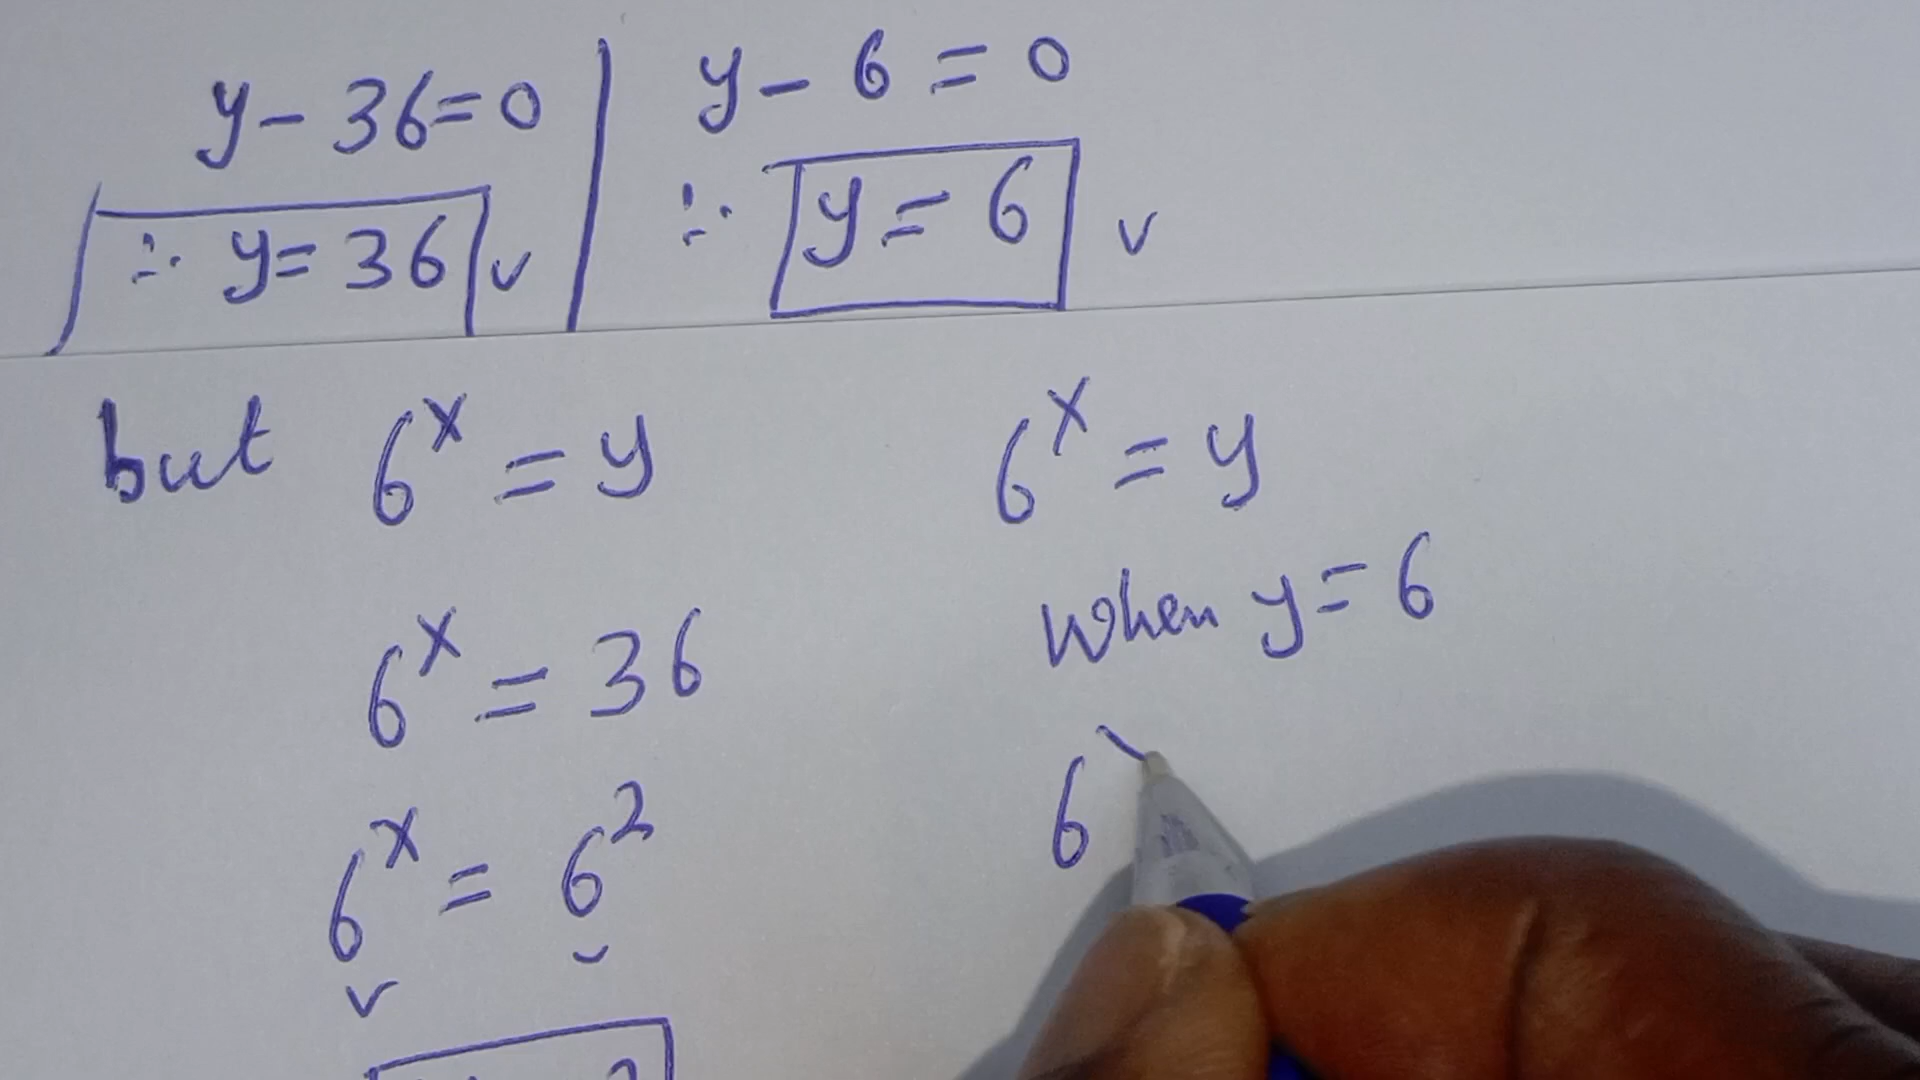 y - 36 = 0
∴ y = 36 ✓
y - 6 = 0
∴ y = 6 ✓
but 6^x = y
6^x = 36
6^x = 6^2
6^x = y
When y = 6
6